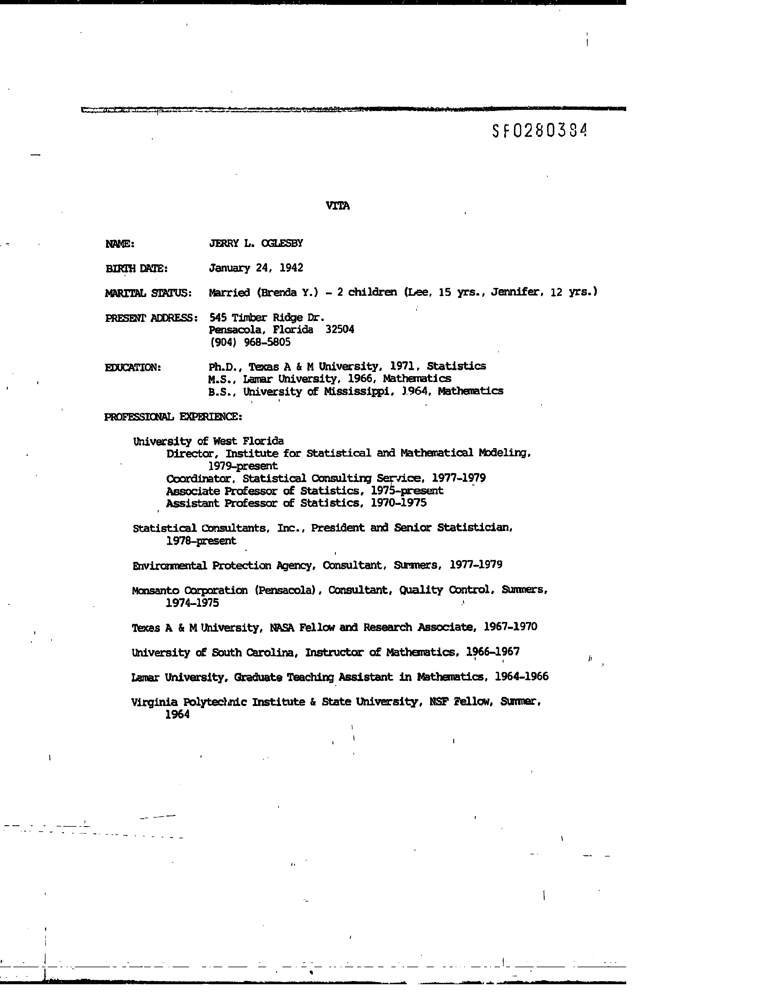 SF0280384
VITA
NAME: JERRY L. OGLESBY
BIRTH DATE: January 24, 1942
MARITAL STATUS: Married (Brenda Y.) - 2 children (Lee, 15 yrs., Jennifer, 12 yrs.)
PRESENT ADDRESS: 545 Timber Ridge Dr.
Pensacola, Florida 32504
(904) 968-5805
EDUCATION: Ph.D., Texas A & M University, 1971, Statistics
M.S., Lamar University, 1966, Mathematics
B.S., University of Mississippi, 1964, Mathematics
PROFESSIONAL EXPERIENCE:
University of West Florida
Director, Institute for Statistical and Mathematical Modeling,
1979-present
Coordinator, Statistical Consulting Service, 1977-1979
Associate Professor of Statistics, 1975-present
Assistant Professor of Statistics, 1970-1975
Statistical Consultants, Inc., President and Senior Statistician,
1978-present
Environmental Protection Agency, Consultant, Summers, 1977-1979
Monsanto Corporation (Pensacola), Consultant, Quality Control, Summers,
1974-1975
Texas A & M University, NASA Fellow and Research Associate, 1967-1970
University of South Carolina, Instructor of Mathematics, 1966-1967
Lamar University, Graduate Teaching Assistant in Mathematics, 1964-1966
Virginia Polytechnic Institute & State University, NSF Fellow, Summer,
1964